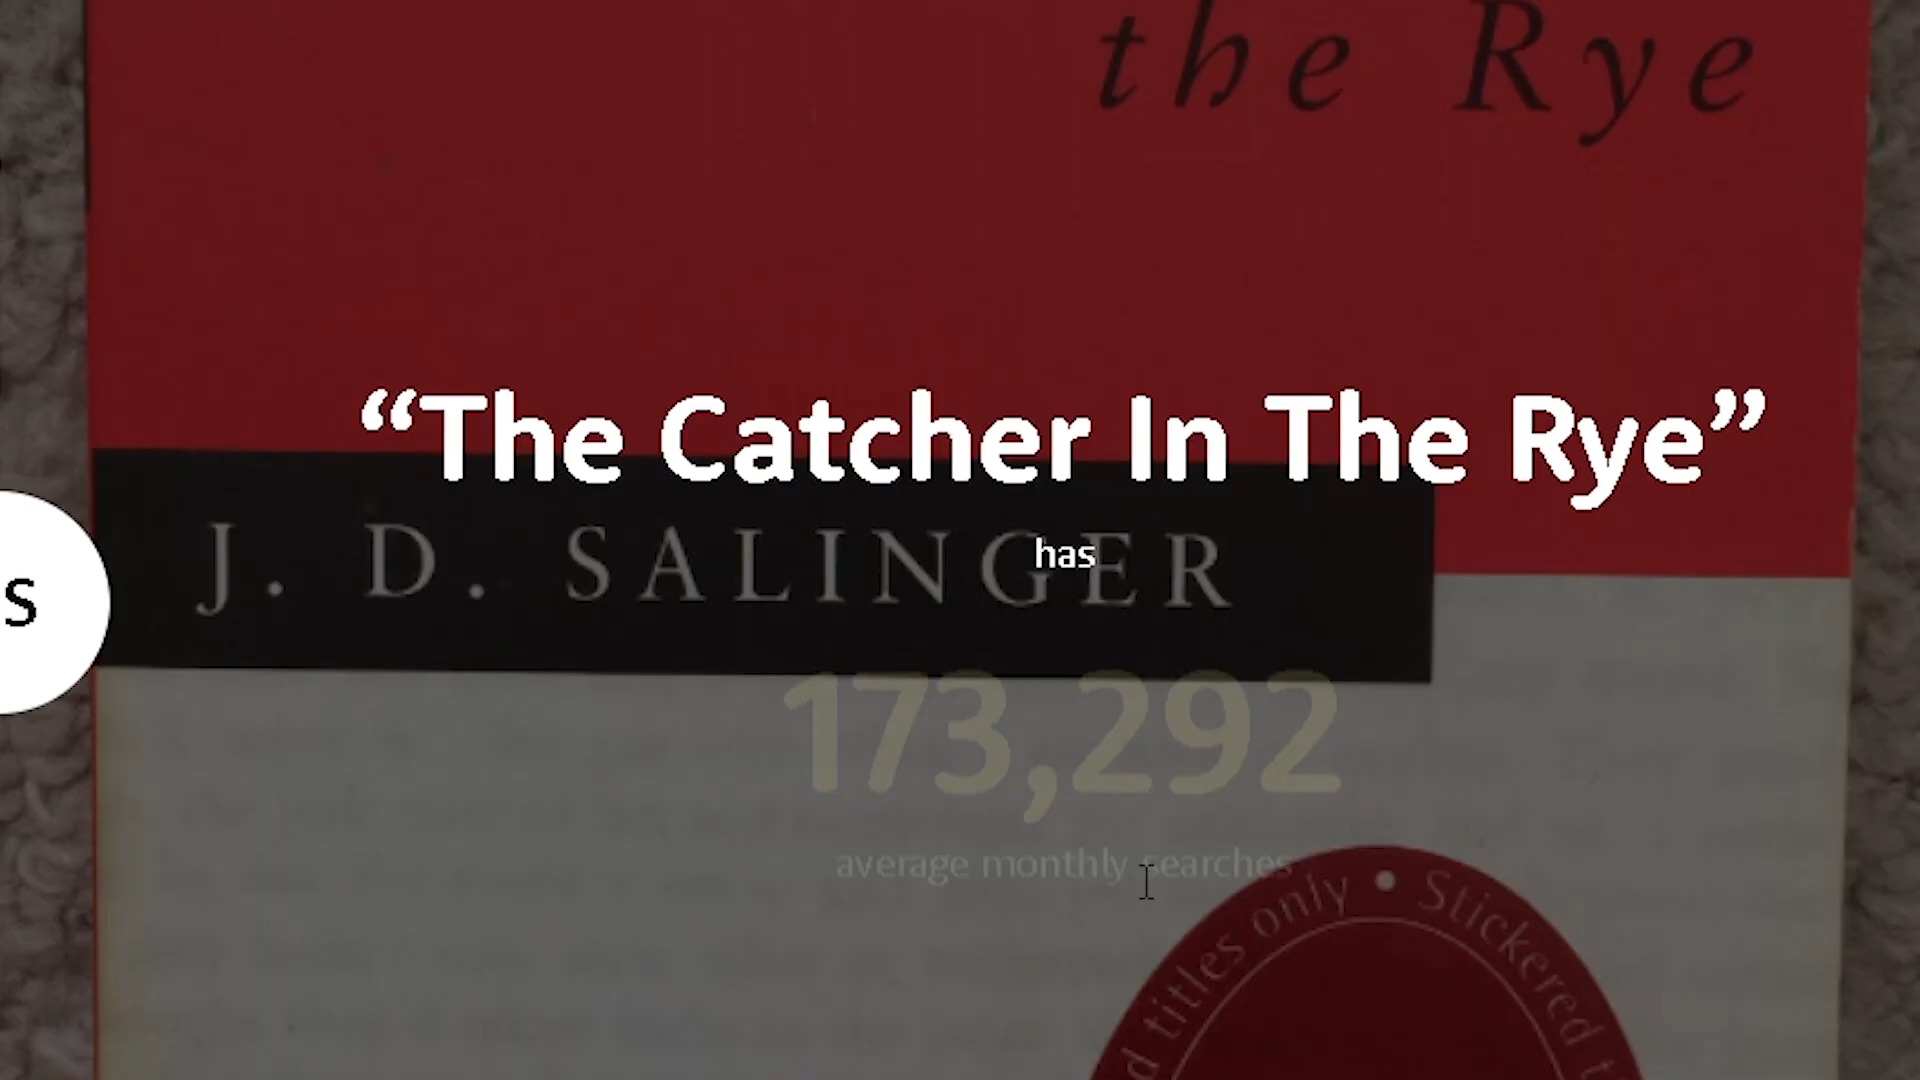 the Rye
“The Catcher In The Rye”
has
J. D. SALINGER
S
173,292
average monthly searches
d titles only • Stickered t